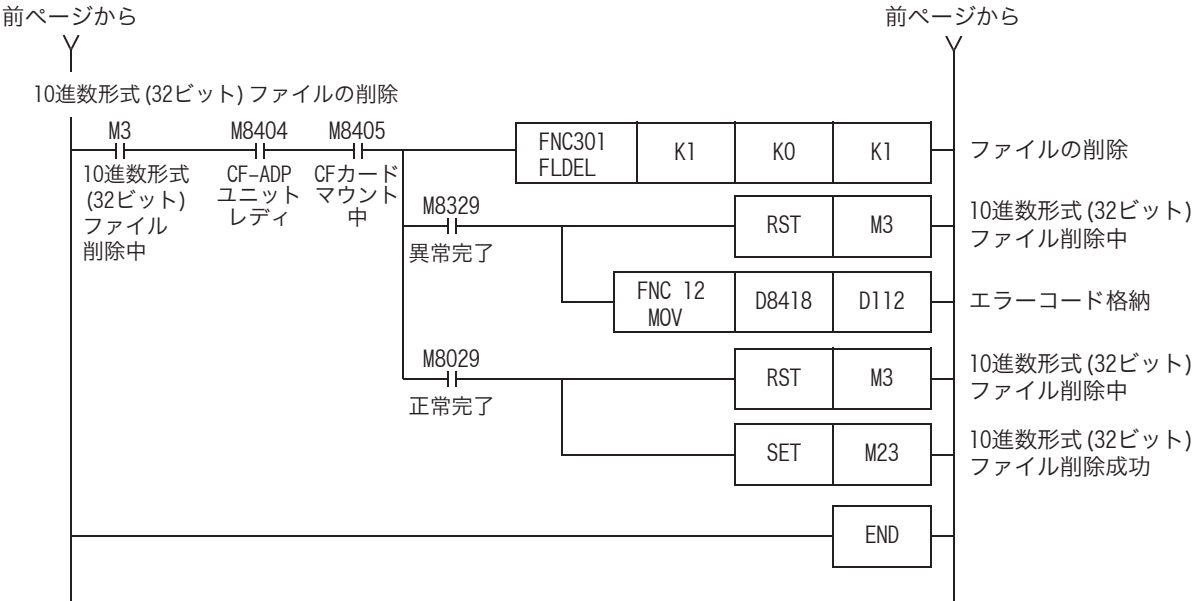 前ページから
前ページから
10進数形式(32ビット)ファイルの削除
M3
M8404
M8405
10進数形式
(32ビット)
ファイル
削除中
CF-ADP
ユニット
レディ
CFカード
マウント
中
FNC301
FLDEL
K1
K0
K1
ファイルの削除
M8329
異常完了
RST
M3
10進数形式(32ビット)
ファイル削除中
FNC 12
MOV
D8418
D112
エラーコード格納
M8029
正常完了
RST
M3
10進数形式(32ビット)
ファイル削除中
SET
M23
10進数形式(32ビット)
ファイル削除成功
END